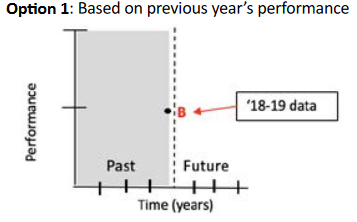 Option 1: Based on previous year's performance
Performance
B
'18-19 data
Past
Future
Time (years)